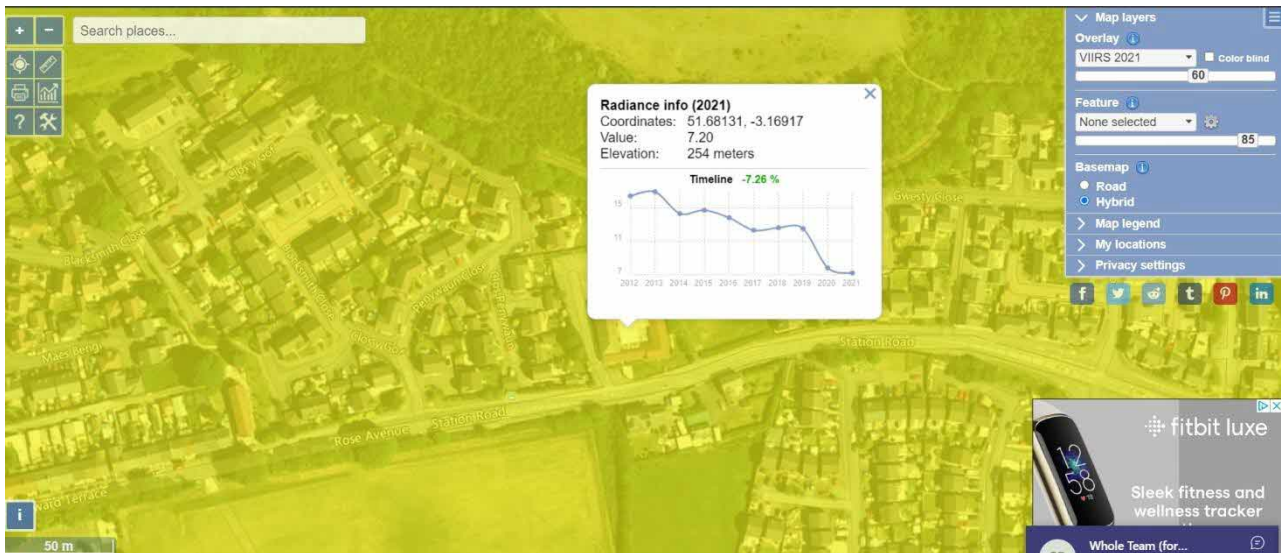 +
−
Search places...
?
i
50 m
Radiance info (2021)
Coordinates: 51.68131, -3.16917
Value: 7.20
Elevation: 254 meters
Timeline -7.26 %
15
11
7
2012 2013 2014 2015 2016 2017 2018 2019 2020 2021
Map layers
Overlay
VIIRS 2021
Color blind
60
Feature
None selected
85
Basemap
Road
Hybrid
Map legend
My locations
Privacy settings
Gwesty Close
Blacksmith Close
Station Road
Station Road
Rose Avenue
fitbit luxe
12
58
Sleek fitness and
wellness tracker
Whole Team (for...